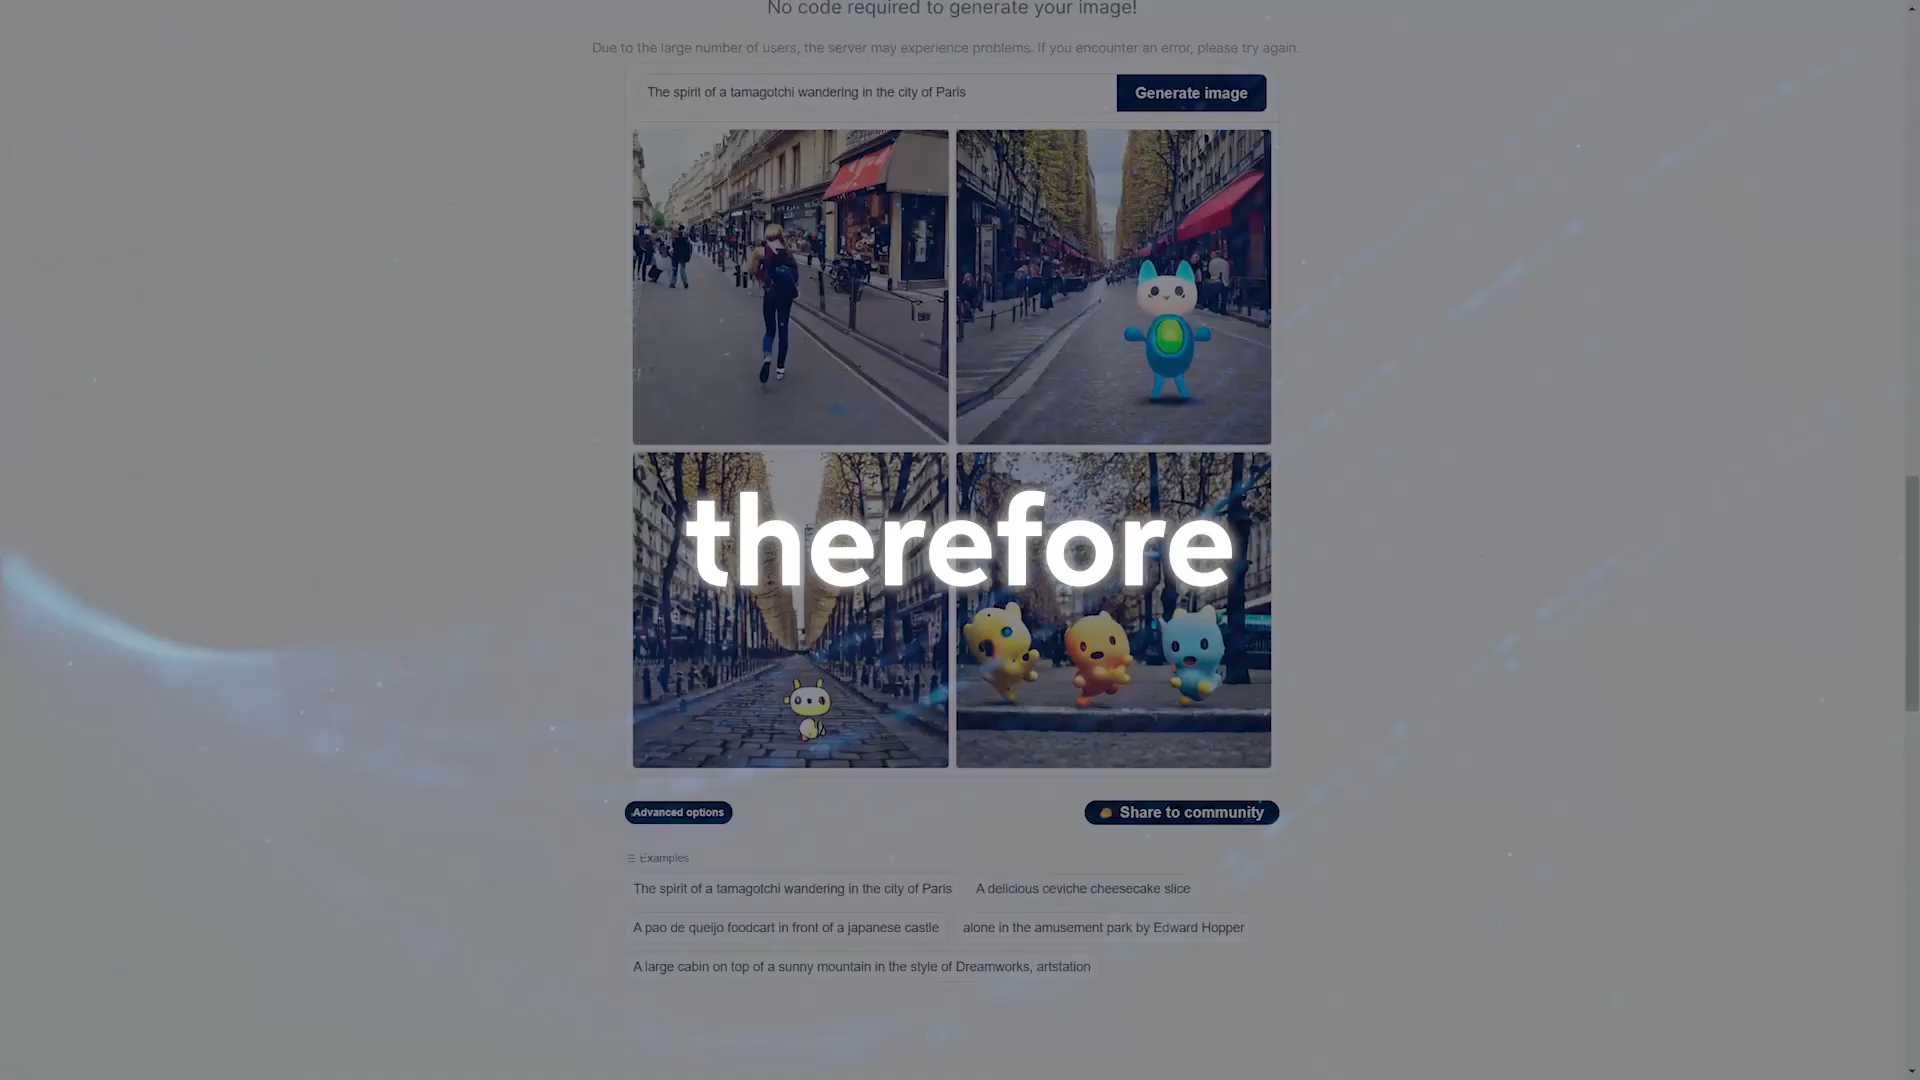 No code required to generate your image!
Due to the large number of users, the server may experience problems. If you encounter an error, please try again.
The spirit of a tamagotchi wandering in the city of Paris
Generate image
therefore
Advanced options
Share to community
Examples
The spirit of a tamagotchi wandering in the city of Paris
A delicious ceviche cheesecake slice
A pao de queijo foodcart in front of a japanese castle
alone in the amusement park by Edward Hopper
A large cabin on top of a sunny mountain in the style of Dreamworks, artstation